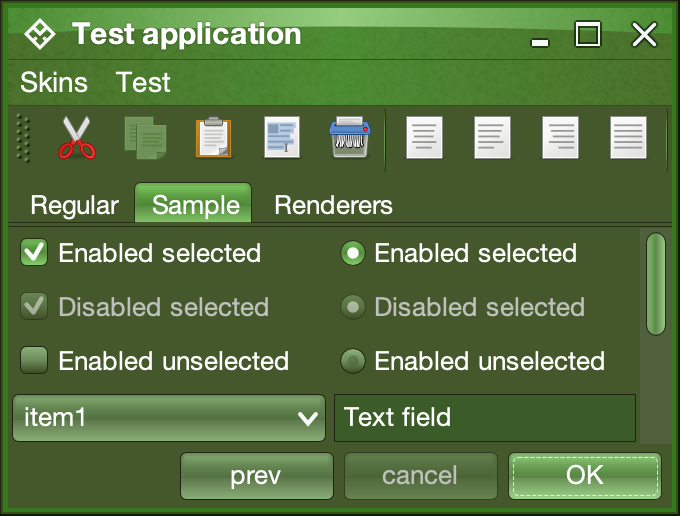 Test application
Skins Test
Regular Sample Renderers
Enabled selected Enabled selected
Disabled selected Disabled selected
Enabled unselected Enabled unselected
item1 Text field
prev cancel OK